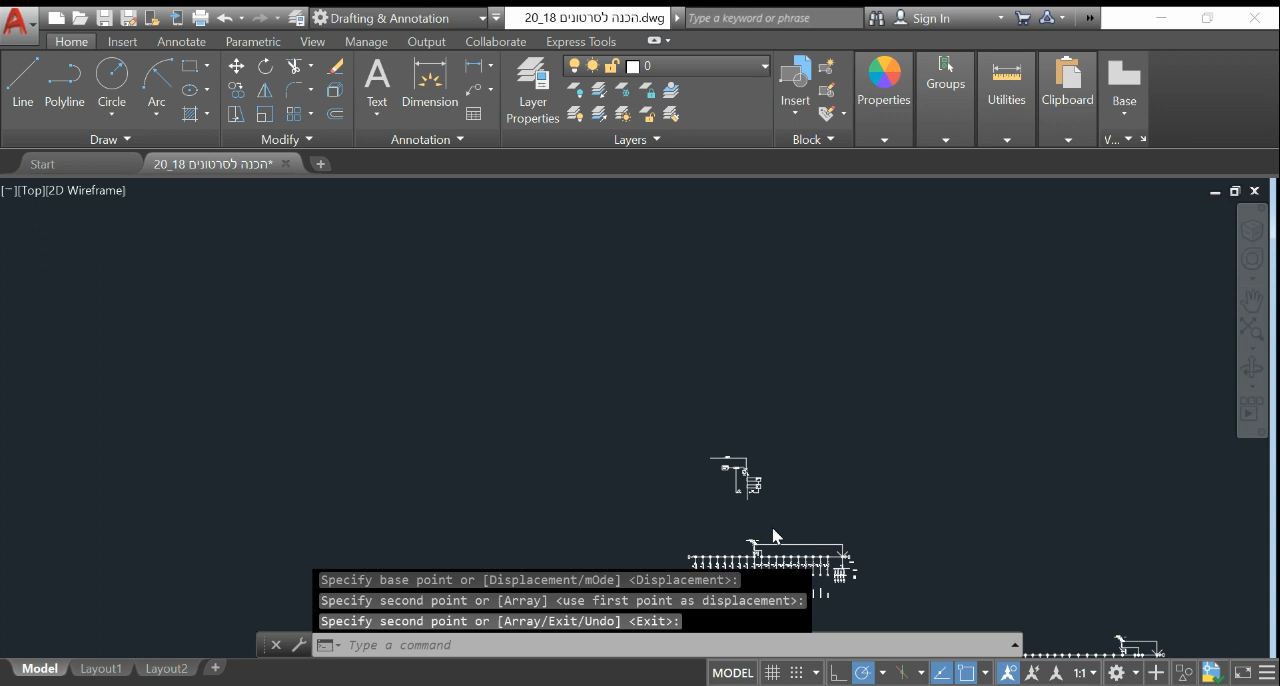 Drafting & Annotation
20_18 הכנה לסרטונים.dwg
Type a keyword or phrase
Sign In
Home Insert Annotate Parametric View Manage Output Collaborate Express Tools
Line Polyline Circle Arc
Text Dimension
Layer Properties
0
Insert
Properties
Groups
Utilities
Clipboard
Base
Draw Modify Annotation Layers Block V...
Start
20_18 הכנה לסרטונים*
[−][Top][2D Wireframe]
Specify base point or [Displacement/mOde] <Displacement>:
Specify second point or [Array] <use first point as displacement>:
Specify second point or [Array/Exit/Undo] <Exit>:
Type a command
Model Layout1 Layout2
MODEL
1:1